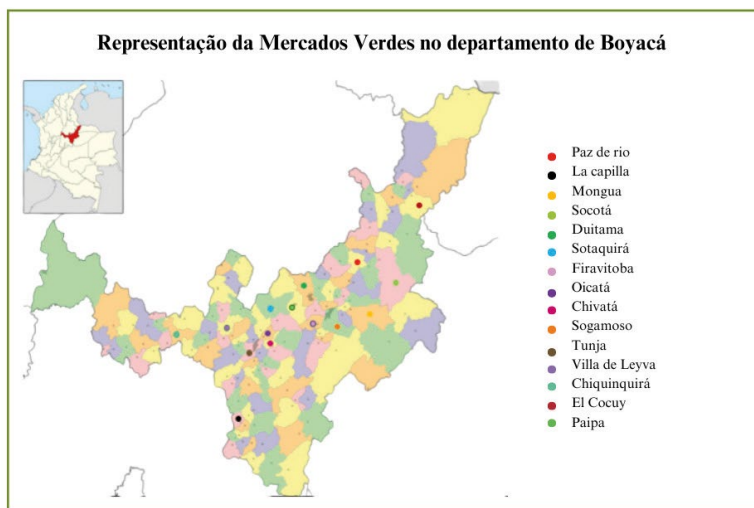 Representação da Mercados Verdes no departamento de Boyacá
Paz de rio
La capilla
Mongua
Socotá
Duitama
Sotaquirá
Firavitoba
Oicatá
Chivatá
Sogamoso
Tunja
Villa de Leyva
Chiquinquirá
El Cocuy
Paipa